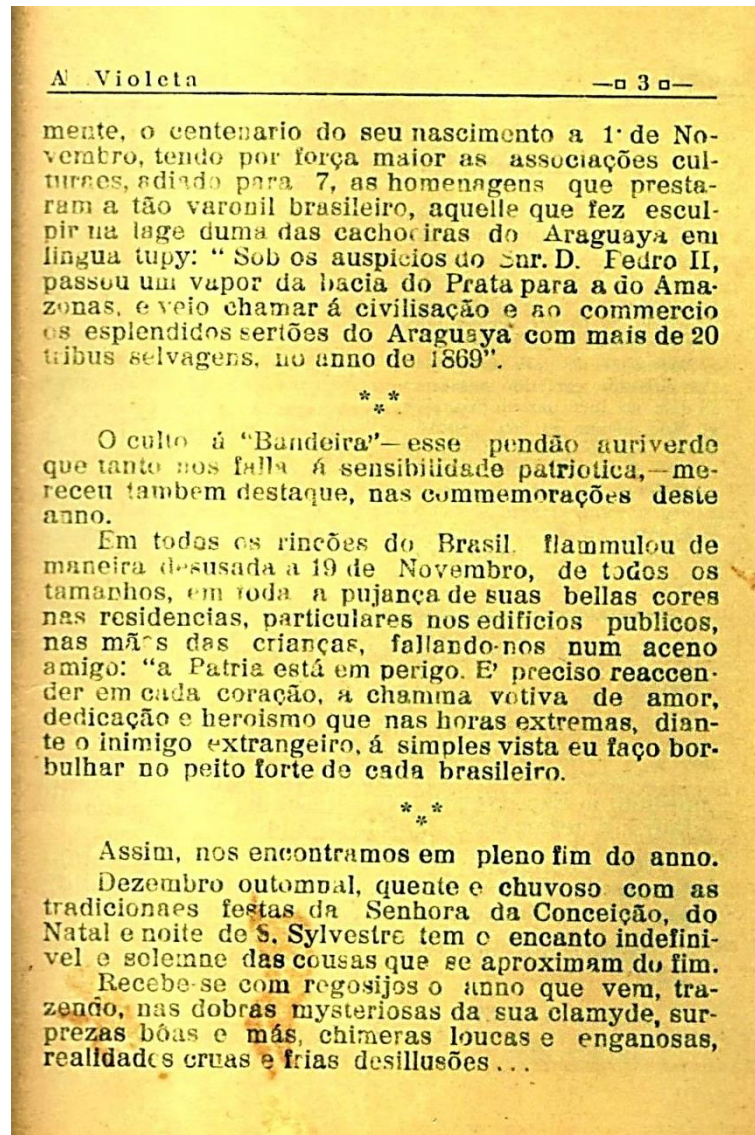 A Violeta —□ 3 □—
mente, o centenario do seu nascimento a 1· de No-
vembro, tendo por força maior as associações cul-
turaes, adiado para 7, as homenagens que presta-
ram a tão varonil brasileiro, aquelle que fez escul-
pir na lage duma das cachoeiras do Araguaya em
lingua tupy: “ Sob os auspicios do Snr. D. Pedro II,
passou um vapor da bacia do Prata para a do Ama-
zonas, e veio chamar á civilisação e ao commercio
os esplendidos sertões do Araguaya com mais de 20
tribus selvagens, no anno de 1869”.
* * *
O culto á “Bandeira”—esse pendão auriverde
que tanto nos falla á sensibilidade patriotica,—me-
receu tambem destaque, nas commemorações deste
anno.
Em todos os rincões do Brasil. flammulou de
maneira desusada a 19 de Novembro, de todos os
tamanhos, em toda a pujança de suas bellas cores
nas residencias, particulares nos edificios publicos,
nas mãos das crianças, fallando-nos num aceno
amigo: “a Patria está em perigo. E’ preciso reaccen-
der em cada coração, a chamma votiva de amor,
dedicação e heroismo que nas horas extremas, dian-
te o inimigo extrangeiro, á simples vista eu faço bor-
bulhar no peito forte de cada brasileiro.
* * *
Assim, nos encontramos em pleno fim do anno.
Dezembro outomnal, quente e chuvoso com as
tradicionaes festas da Senhora da Conceição, do
Natal e noite de S. Sylvestre tem o encanto indefini-
vel e solemne das cousas que se aproximam do fim.
Recebe-se com regosijos o anno que vem, tra-
zendo, nas dobras mysteriosas da sua clamyde, sur-
prezas bôas e más, chimeras loucas e enganosas,
realidades cruas e frias desillusões ...